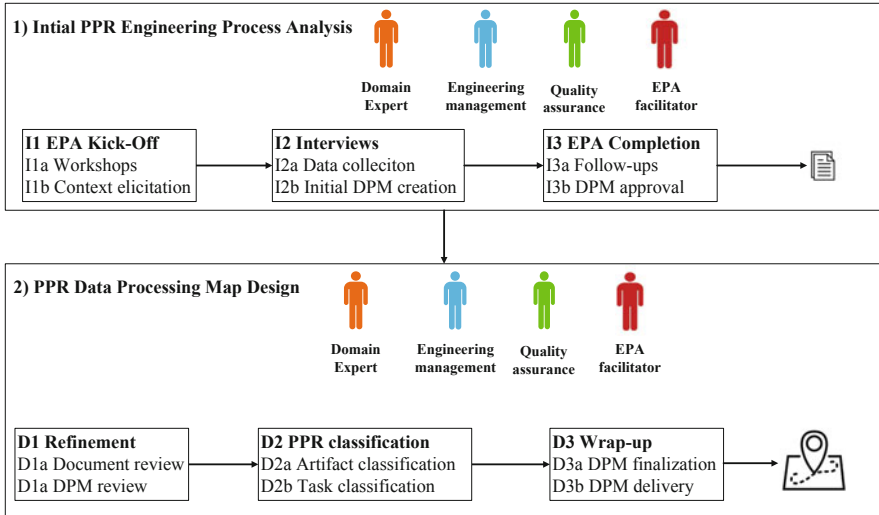 1) Intial PPR Engineering Process Analysis
Domain
Expert
Engineering
management
Quality
assurance
EPA
facilitator
I1 EPA Kick-Off
I1a Workshops
I1b Context elicitation
I2 Interviews
I2a Data colleciton
I2b Initial DPM creation
I3 EPA Completion
I3a Follow-ups
I3b DPM approval
2) PPR Data Processing Map Design
Domain
Expert
Engineering
management
Quality
assurance
EPA
facilitator
D1 Refinement
D1a Document review
D1a DPM review
D2 PPR classification
D2a Artifact classification
D2b Task classification
D3 Wrap-up
D3a DPM finalization
D3b DPM delivery